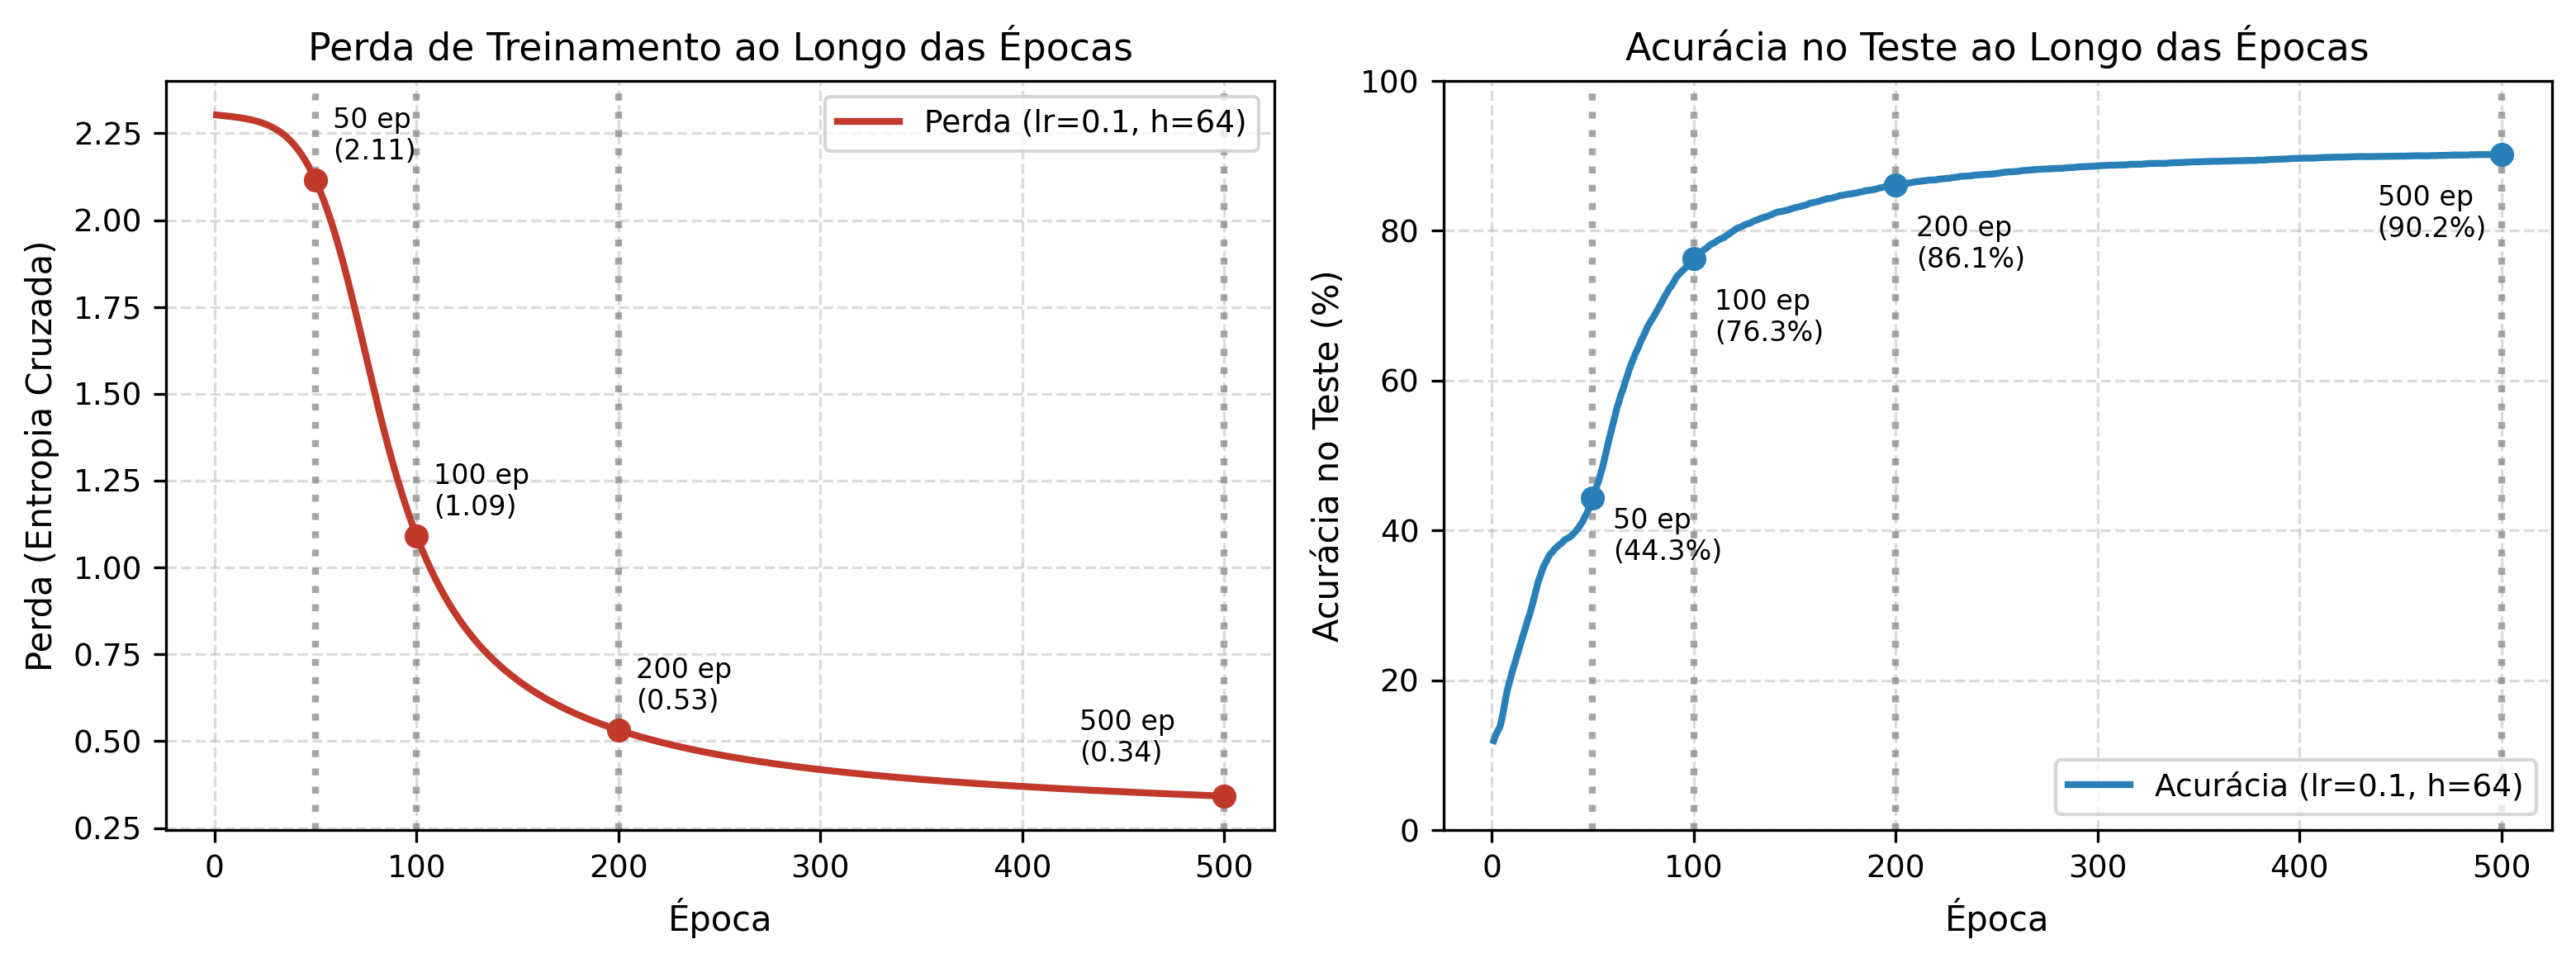 Perda de Treinamento ao Longo das Épocas
Perda (Entropia Cruzada)
2.25
2.00
1.75
1.50
1.25
1.00
0.75
0.50
0.25
50 ep
(2.11)
100 ep
(1.09)
200 ep
(0.53)
500 ep
(0.34)
Perda (lr=0.1, h=64)
0 100 200 300 400 500
Época
Acurácia no Teste ao Longo das Épocas
Acurácia no Teste (%)
100
80
60
40
20
0
50 ep
(44.3%)
100 ep
(76.3%)
200 ep
(86.1%)
500 ep
(90.2%)
Acurácia (lr=0.1, h=64)
0 100 200 300 400 500
Época